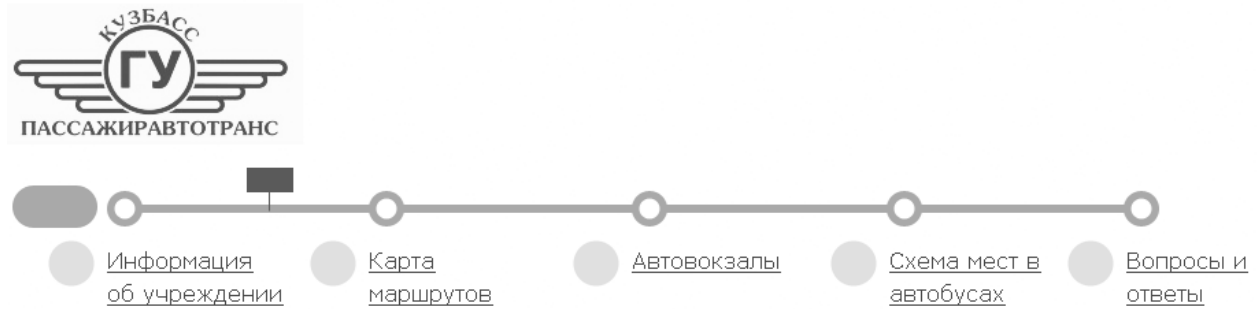 КУЗБАСС
ГУ
ПАССАЖИРАВТОТРАНС
Информация
об учреждении
Карта
маршрутов
Автовокзалы
Схема мест в
автобусах
Вопросы и
ответы